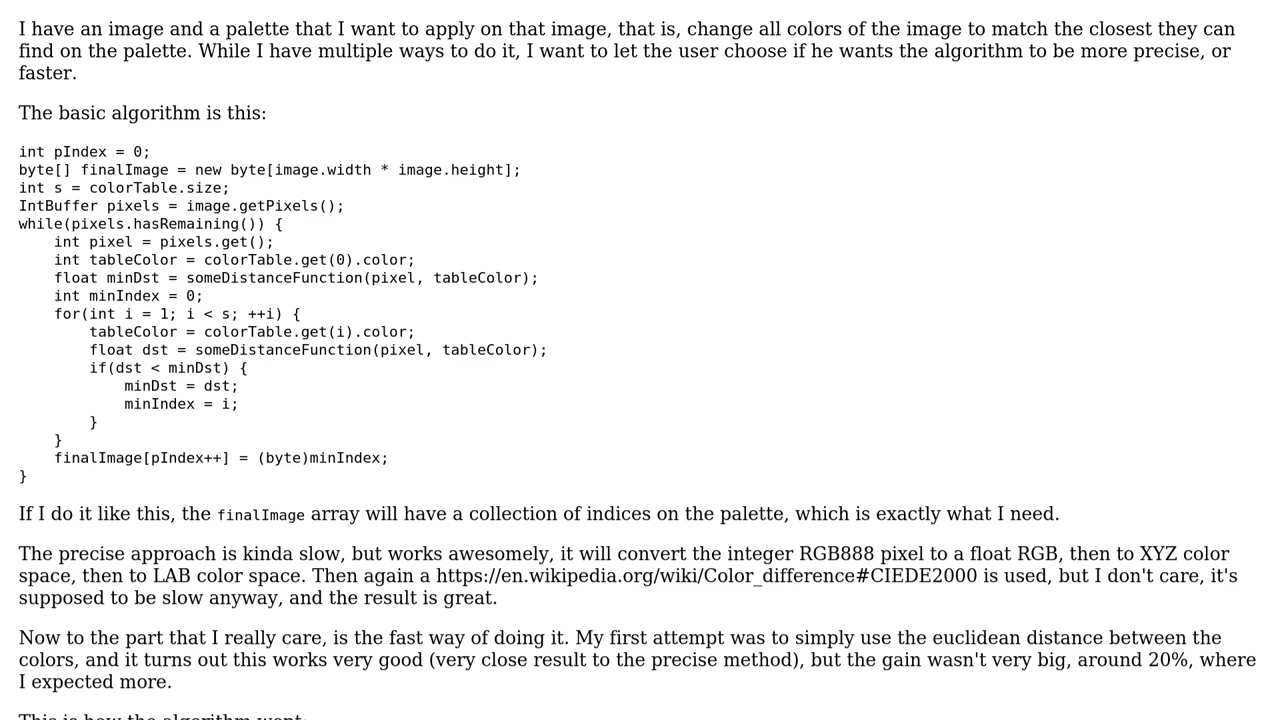 I have an image and a palette that I want to apply on that image, that is, change all colors of the image to match the closest they can
find on the palette. While I have multiple ways to do it, I want to let the user choose if he wants the algorithm to be more precise, or
faster.
The basic algorithm is this:
int pIndex = 0;
byte[] finalImage = new byte[image.width * image.height];
int s = colorTable.size;
IntBuffer pixels = image.getPixels();
while(pixels.hasRemaining()) {
    int pixel = pixels.get();
    int tableColor = colorTable.get(0).color;
    float minDst = someDistanceFunction(pixel, tableColor);
    int minIndex = 0;
    for(int i = 1; i < s; ++i) {
        tableColor = colorTable.get(i).color;
        float dst = someDistanceFunction(pixel, tableColor);
        if(dst < minDst) {
            minDst = dst;
            minIndex = i;
        }
    }
    finalImage[pIndex++] = (byte)minIndex;
}
If I do it like this, the finalImage array will have a collection of indices on the palette, which is exactly what I need.
The precise approach is kinda slow, but works awesomely, it will convert the integer RGB888 pixel to a float RGB, then to XYZ color
space, then to LAB color space. Then again a https://en.wikipedia.org/wiki/Color_difference#CIEDE2000 is used, but I don't care, it's
supposed to be slow anyway, and the result is great.
Now to the part that I really care, is the fast way of doing it. My first attempt was to simply use the euclidean distance between the
colors, and it turns out this works very good (very close result to the precise method), but the gain wasn't very big, around 20%, where
I expected more.
This is how the algorithm went: